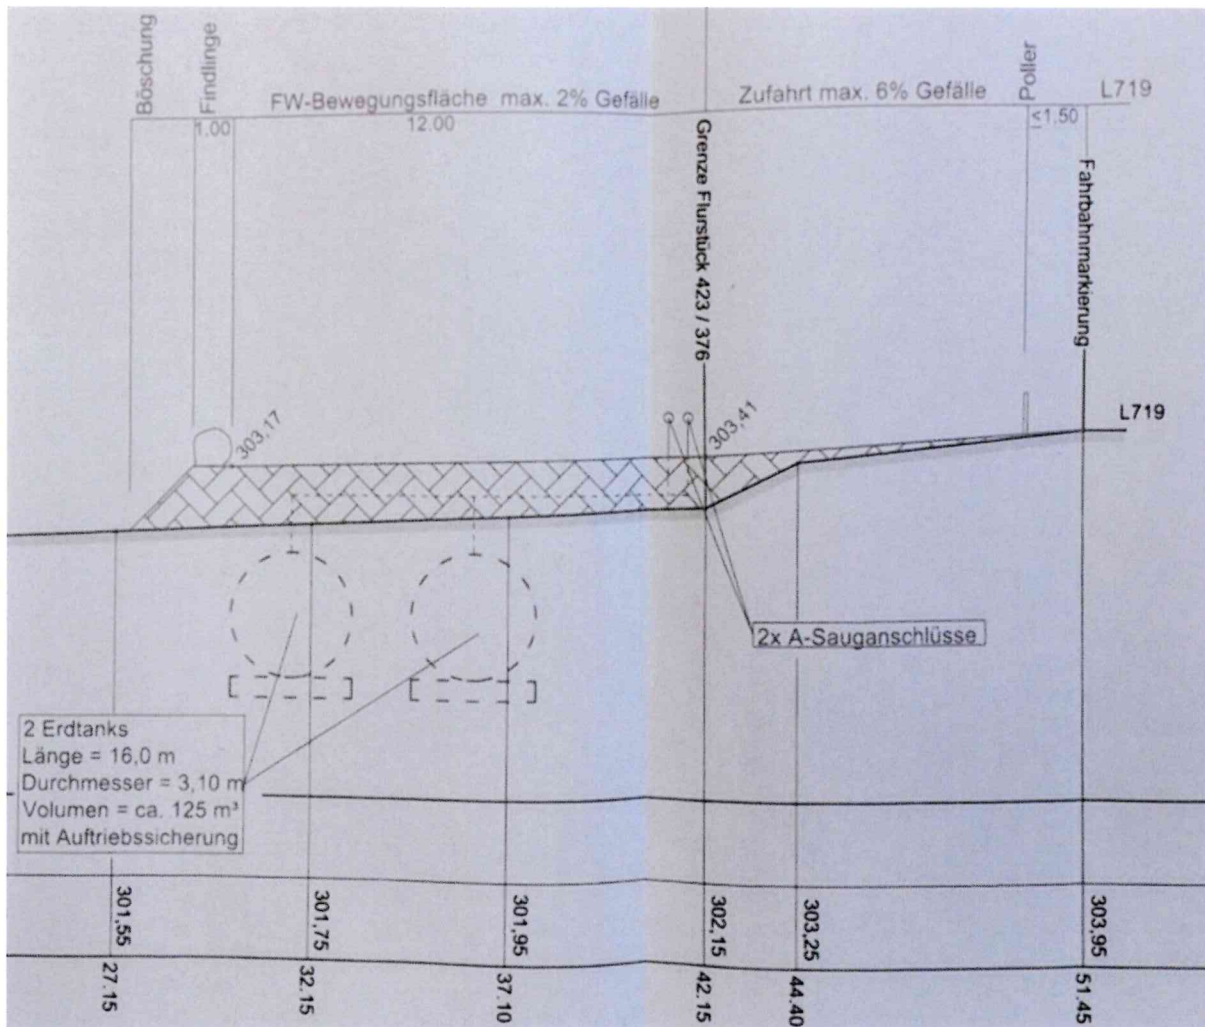 Böschung
Findlinge
FW-Bewegungsfläche max. 2% Gefälle
Zufahrt max. 6% Gefälle
Poller
L719
1.00
12.00
<1.50
Grenze Flurstück 423 / 376
Fahrbahnmarkierung
303,17
303,41
L719
2x A-Sauganschlüsse
2 Erdtanks
Länge = 16,0 m
Durchmesser = 3,10 m
Volumen = ca. 125 m³
mit Auftriebssicherung
301,55
301,75
301,95
302,15
303,25
303,95
27.15
32.15
37.10
42.15
44.40
51.45